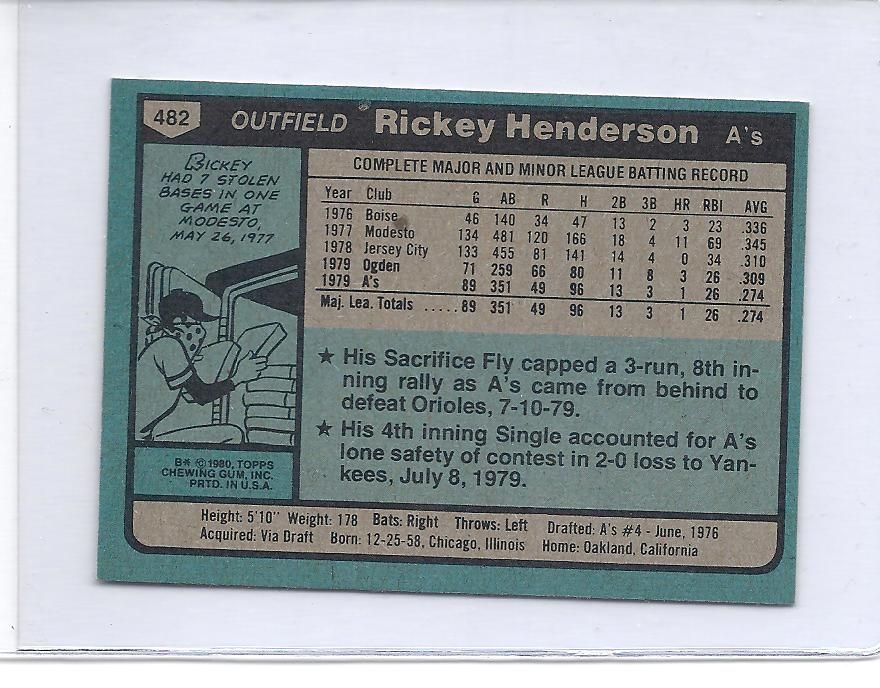 482 OUTFIELD Rickey Henderson A's
RICKEY
HAD 7 STOLEN
BASES IN ONE
GAME AT
MODESTO,
MAY 26, 1977
B* © 1980, TOPPS
CHEWING GUM, INC.
PRTD. IN U.S.A.
COMPLETE MAJOR AND MINOR LEAGUE BATTING RECORD
Year Club G AB R H 2B 3B HR RBI AVG
1976 Boise 46 140 34 47 13 2 3 23 .336
1977 Modesto 134 481 120 166 18 4 11 69 .345
1978 Jersey City 133 455 81 141 14 4 0 34 .310
1979 Ogden 71 259 66 80 11 8 3 26 .309
1979 A's 89 351 49 96 13 3 1 26 .274
Maj. Lea. Totals ..... 89 351 49 96 13 3 1 26 .274
★ His Sacrifice Fly capped a 3-run, 8th in-
ning rally as A's came from behind to
defeat Orioles, 7-10-79.
★ His 4th inning Single accounted for A's
lone safety of contest in 2-0 loss to Yan-
kees, July 8, 1979.
Height: 5'10" Weight: 178 Bats: Right Throws: Left Drafted: A's #4 - June, 1976
Acquired: Via Draft Born: 12-25-58, Chicago, Illinois Home: Oakland, California